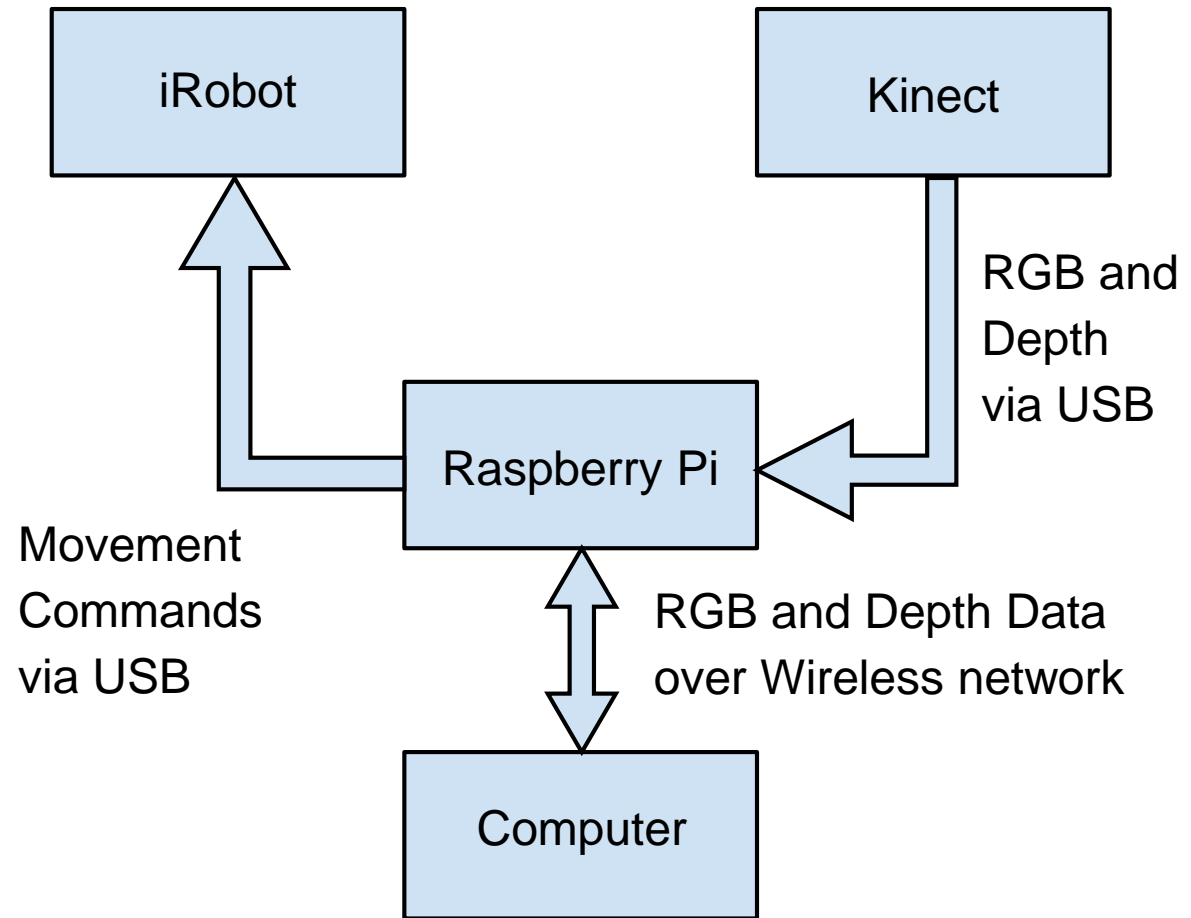 iRobot
Kinect
RGB and
Depth
via USB
Raspberry Pi
Movement
Commands
via USB
RGB and Depth Data
over Wireless network
Computer